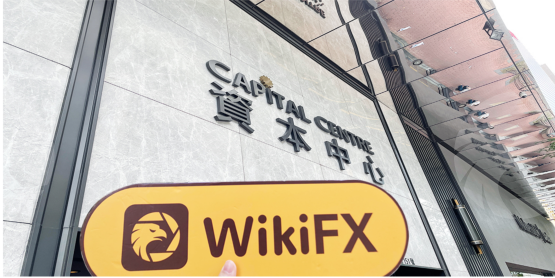 CAPITAL CENTRE
資本中心
WikiFX